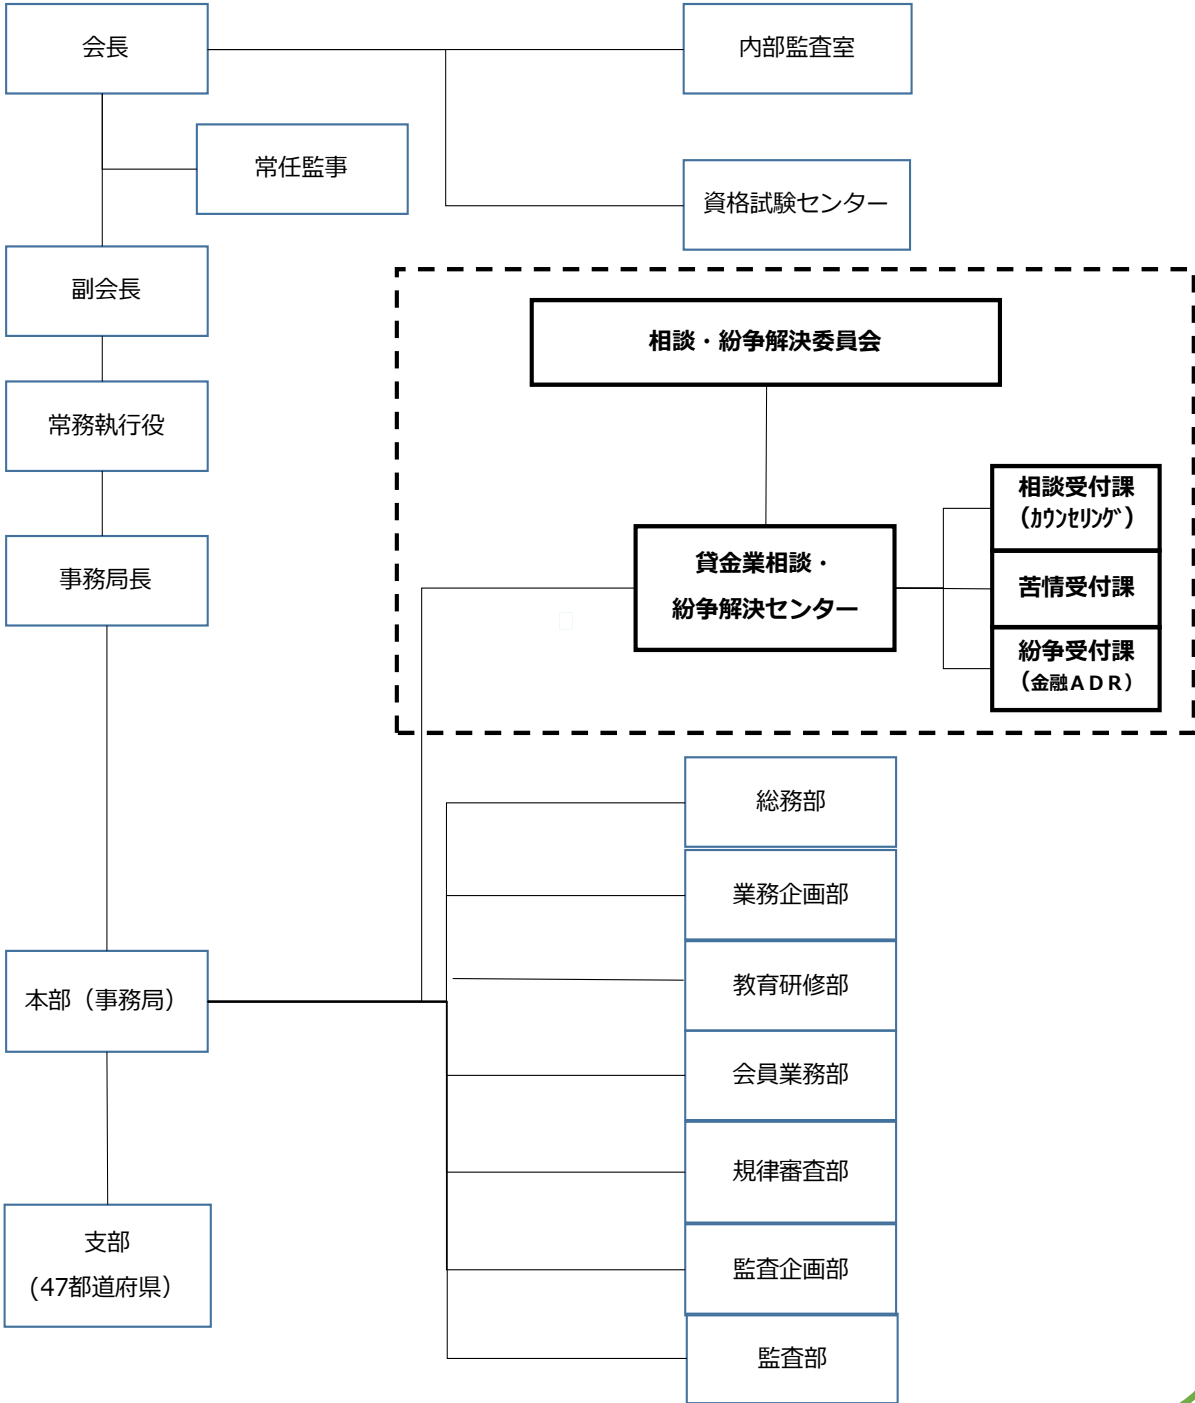 会長
内部監査室
常任監事
資格試験センター
副会長
相談・紛争解決委員会
常務執行役
相談受付課
(ｶｳﾝｾﾘﾝｸﾞ)
事務局長
貸金業相談・
紛争解決センター
苦情受付課
紛争受付課
(金融ＡＤＲ)
総務部
業務企画部
教育研修部
本部（事務局）
会員業務部
規律審査部
支部
(47都道府県）
監査企画部
監査部